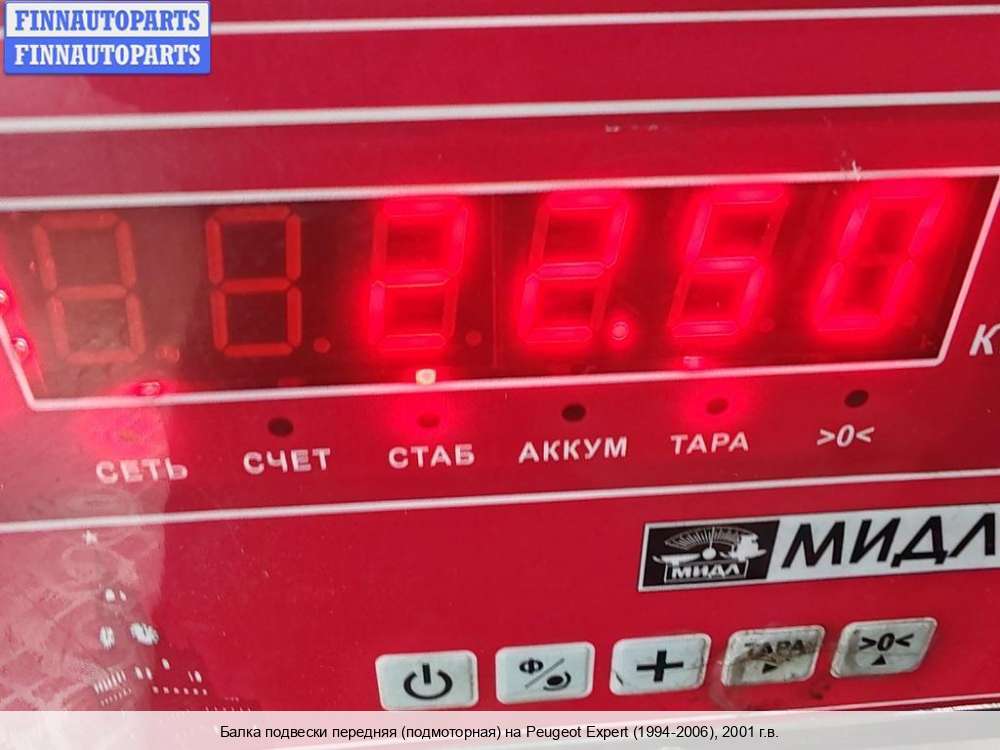 FINNAUTOPARTS
FINNAUTOPARTS
22.50
К
СЕТЬ СЧЕТ СТАБ АККУМ ТАРА >0<
МИДЛ МИДЛ
Ф + ТАРА >0<
Балка подвески передняя (подмоторная) на Peugeot Expert (1994-2006), 2001 г.в.